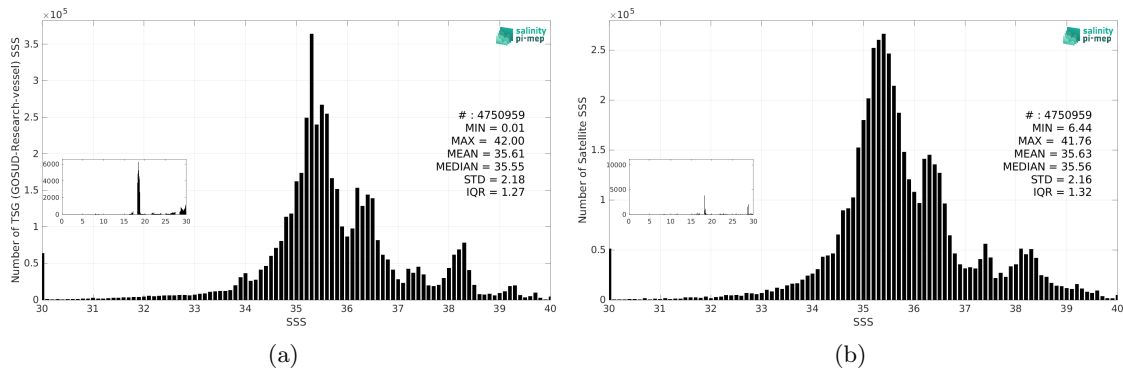 ×10^5
3.5
3
2.5
2
1.5
1
0.5
0
Number of TSG (GOSUD-Research-vessel) SSS
salinity
pi-mep
# : 4750959
MIN = 0.01
MAX = 42.00
MEAN = 35.61
MEDIAN = 35.55
STD = 2.18
IQR = 1.27
6000
4000
2000
0
0 5 10 15 20 25 30
30 31 32 33 34 35 36 37 38 39 40
SSS
(a)
×10^5
2.5
2
1.5
1
0.5
0
Number of Satellite SSS
salinity
pi-mep
# : 4750959
MIN = 6.44
MAX = 41.76
MEAN = 35.63
MEDIAN = 35.56
STD = 2.16
IQR = 1.32
10000
5000
0
0 5 10 15 20 25 30
30 31 32 33 34 35 36 37 38 39 40
SSS
(b)